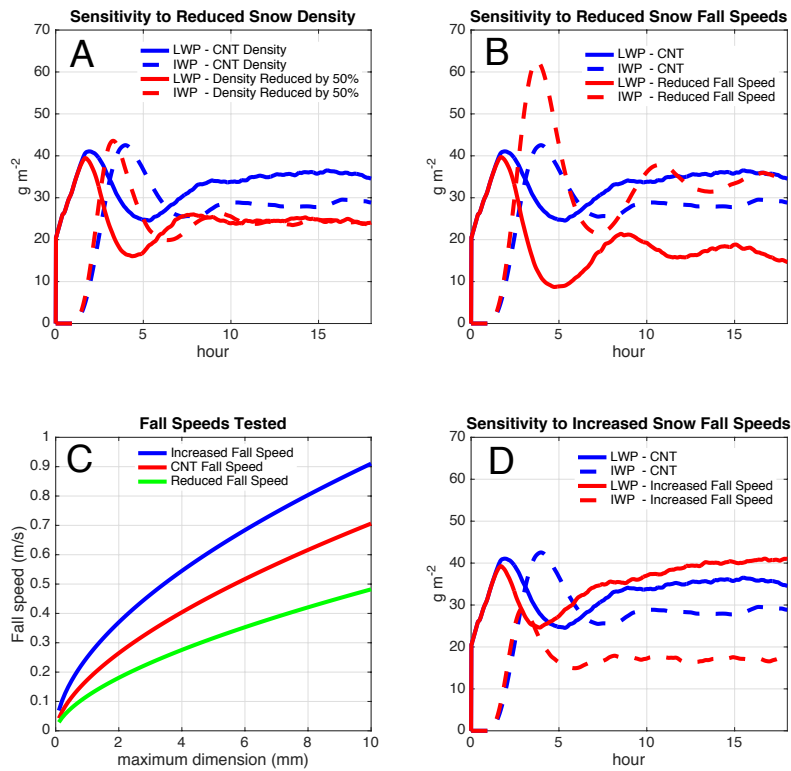 Sensitivity to Reduced Snow Density
A
LWP - CNT Density
IWP - CNT Density
LWP - Density Reduced by 50%
IWP - Density Reduced by 50%
70
60
50
40
30
20
10
0
g m-2
0 5 10 15
hour
Sensitivity to Reduced Snow Fall Speeds
B
LWP - CNT
IWP - CNT
LWP - Reduced Fall Speed
IWP - Reduced Fall Speed
70
60
50
40
30
20
10
0
g m-2
0 5 10 15
hour
Fall Speeds Tested
C
Increased Fall Speed
CNT Fall Speed
Reduced Fall Speed
1
0.9
0.8
0.7
0.6
0.5
0.4
0.3
0.2
0.1
0
Fall speed (m/s)
0 2 4 6 8 10
maximum dimension (mm)
Sensitivity to Increased Snow Fall Speeds
D
LWP - CNT
IWP - CNT
LWP - Increased Fall Speed
IWP - Increased Fall Speed
70
60
50
40
30
20
10
0
g m-2
0 5 10 15
hour